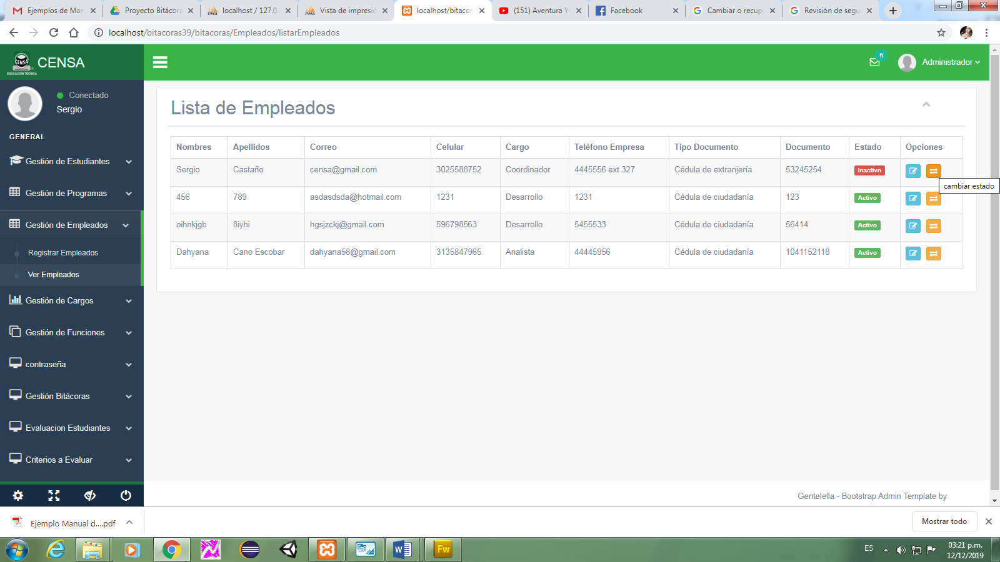 Ejemplos de Man
Proyecto Bitácora
localhost / 127.0.
Vista de impresió
localhost/bitacor
(151) Aventura Y
Facebook
Cambiar o recupe
Revisión de segu
localhost/bitacoras39/bitacoras/Empleados/listarEmpleados
CENSA
EDUCACIÓN TÉCNICA
CENSA
6
Administrador
Conectado
Sergio
GENERAL
Gestión de Estudiantes
Gestión de Programas
Gestión de Empleados
Registrar Empleados
Ver Empleados
Gestión de Cargos
Gestión de Funciones
contraseña
Gestión Bitácoras
Evaluacion Estudiantes
Criterios a Evaluar
Lista de Empleados
Nombres Apellidos Correo Celular Cargo Teléfono Empresa Tipo Documento Documento Estado Opciones
Sergio Castaño censa@gmail.com 3025588752 Coordinador 4445556 ext 327 Cédula de extranjería 53245254 Inactivo
cambiar estado
456 789 asdasdsda@hotmail.com 1231 Desarrollo 1231 Cédula de ciudadanía 123 Activo
oihnkjgb 8iyhi hgsjzckj@gmail.com 596798563 Desarrollo 5455533 Cédula de ciudadanía 56414 Activo
Dahyana Cano Escobar dahyana58@gmail.com 3135847965 Analista 44445956 Cédula de ciudadanía 1041152118 Activo
Gentelella - Bootstrap Admin Template by
Ejemplo Manual d....pdf
Mostrar todo
Fw
ES
03:21 p.m.
12/12/2019